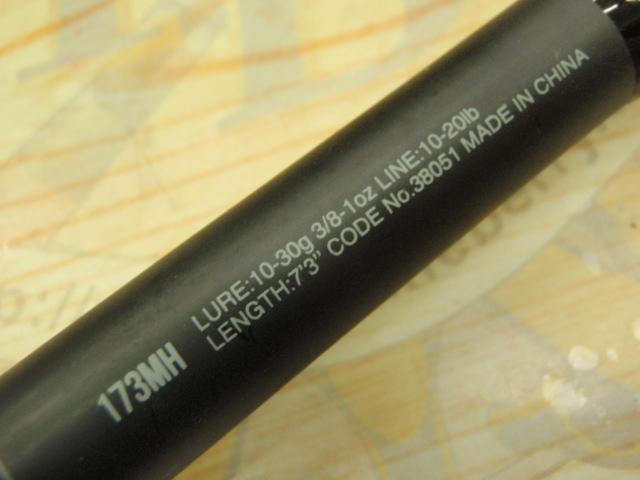 173MH
LURE:10-30g 3/8-1oz LINE:10-20lb
LENGTH:7'3" CODE No.38051 MADE IN CHINA